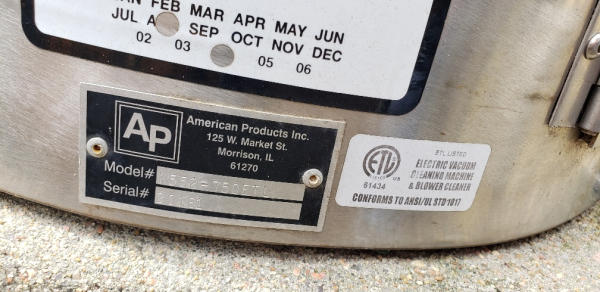 JAN FEB MAR APR MAY JUN
JUL SEP OCT NOV DEC
02 03 05 06
AP
American Products Inc.
125 W. Market St.
Morrison, IL
61270
Model#
Serial#
ETL LISTED
ELECTRIC VACUUM
CLEANING MACHINE
& BLOWER CLEANER
ETL
61434
CONFORMS TO ANSI/UL STD 1017